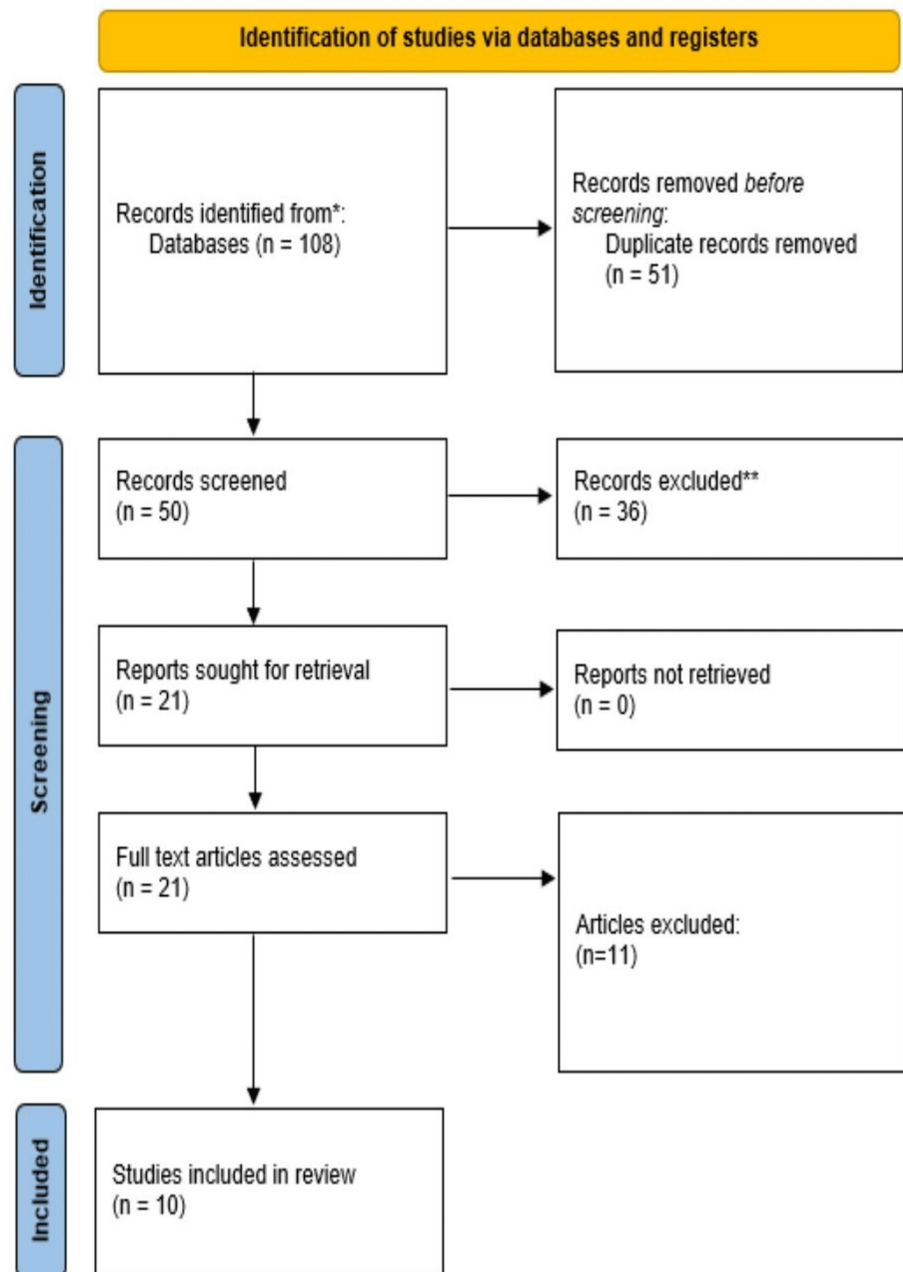 Identification of studies via databases and registers
Identification
Records identified from*:
Databases (n = 108)
Records removed before
screening:
Duplicate records removed
(n = 51)
Screening
Records screened
(n = 50)
Records excluded**
(n = 36)
Reports sought for retrieval
(n = 21)
Reports not retrieved
(n = 0)
Full text articles assessed
(n = 21)
Articles excluded:
(n=11)
Included
Studies included in review
(n = 10)